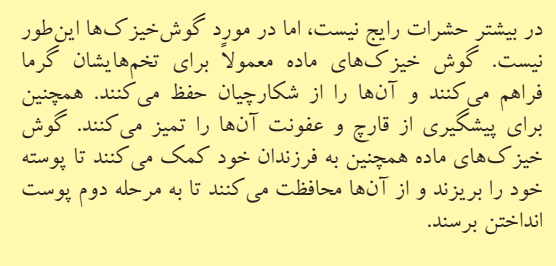 در بیشتر حشرات رایج نیست، اما در مورد گوش‌خیزک‌ها این‌طور
نیست. گوش خیزک‌های ماده معمولاً برای تخم‌هایشان گرما
فراهم می‌کنند و آن‌ها را از شکارچیان حفظ می‌کنند. همچنین
برای پیشگیری از قارچ و عفونت آن‌ها را تمیز می‌کنند. گوش
خیزک‌های ماده همچنین به فرزندان خود کمک می‌کنند تا پوسته
خود را بریزند و از آن‌ها محافظت می‌کنند تا به مرحله دوم پوست
انداختن برسند.